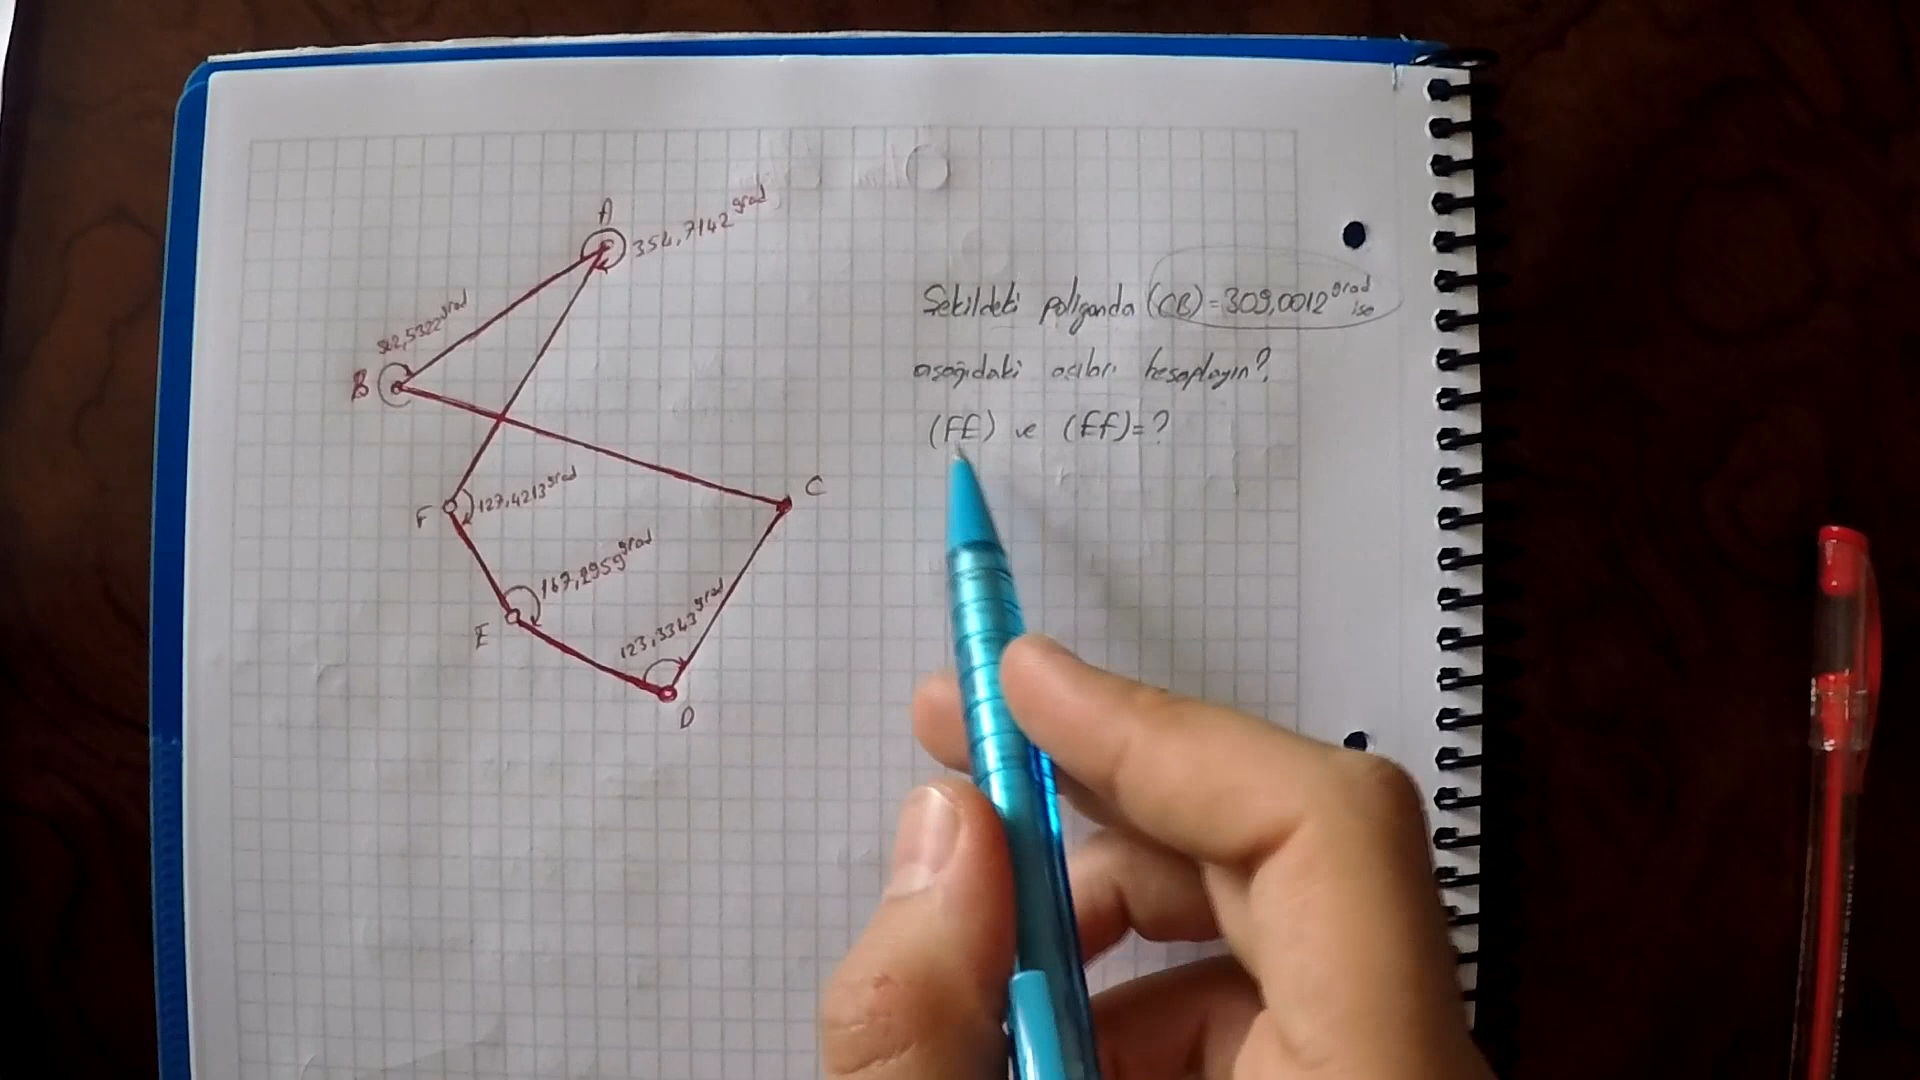 A
354,7142 grad
342,5322 grad
B
Şekildeki poligonda (CB)=309,0012 grad ise
aşağıdaki açıları hesaplayın?
(FE) ve (EF)=?
C
F
127,4213 grad
167,2959 grad
E
123,3343 grad
D